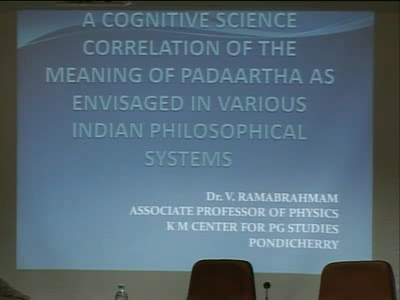 A COGNITIVE SCIENCE
CORRELATION OF THE
MEANING OF PADAARTHA AS
ENVISAGED IN VARIOUS
INDIAN PHILOSOPHICAL
SYSTEMS
Dr. V. RAMABRAHMAM
ASSOCIATE PROFESSOR OF PHYSICS
K M CENTER FOR PG STUDIES
PONDICHERRY